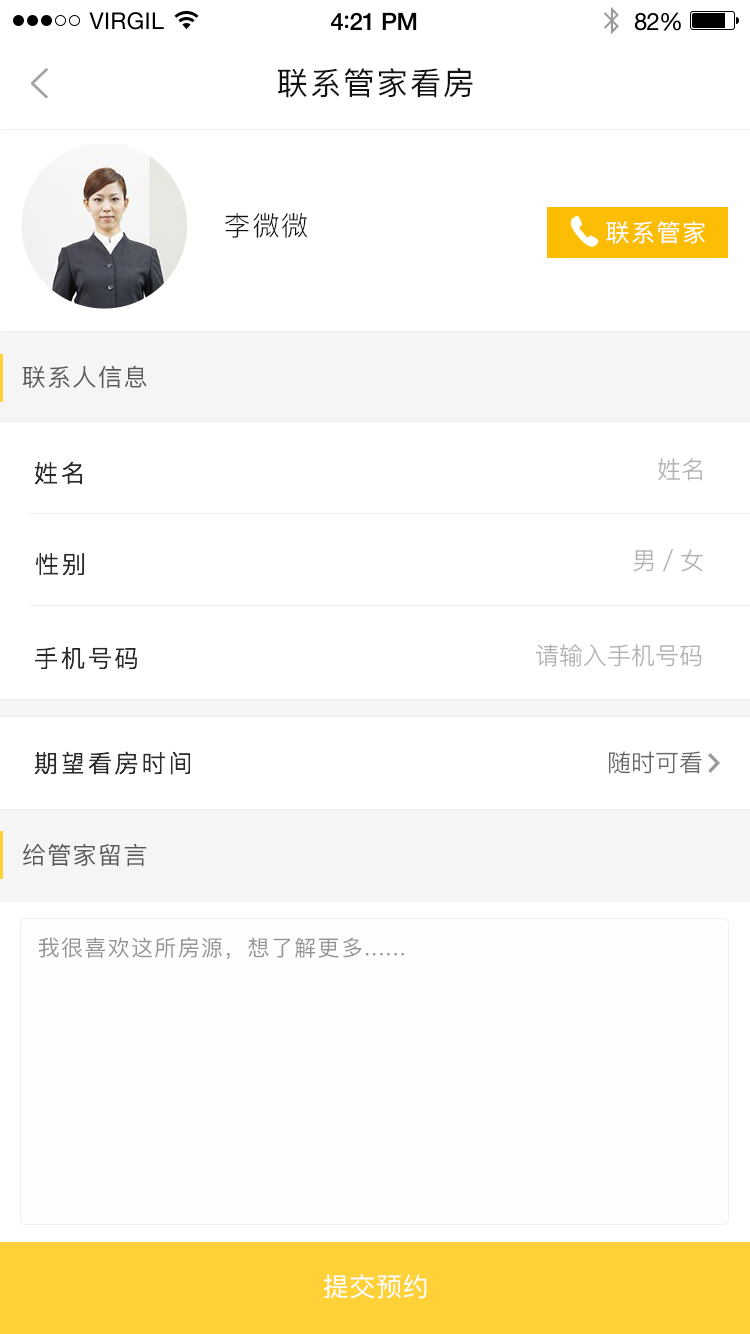 VIRGIL 4:21 PM 82%
联系管家看房
李微微
联系管家
联系人信息
姓名 姓名
性别 男 / 女
手机号码 请输入手机号码
期望看房时间 随时可看
给管家留言
我很喜欢这所房源，想了解更多......
提交预约